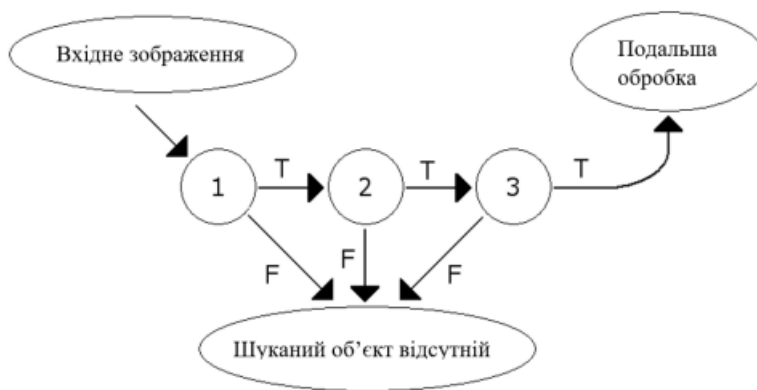 Вхідне зображення
Подальша
обробка
1
T
2
T
3
T
F
F
F
Шуканий об’єкт відсутній